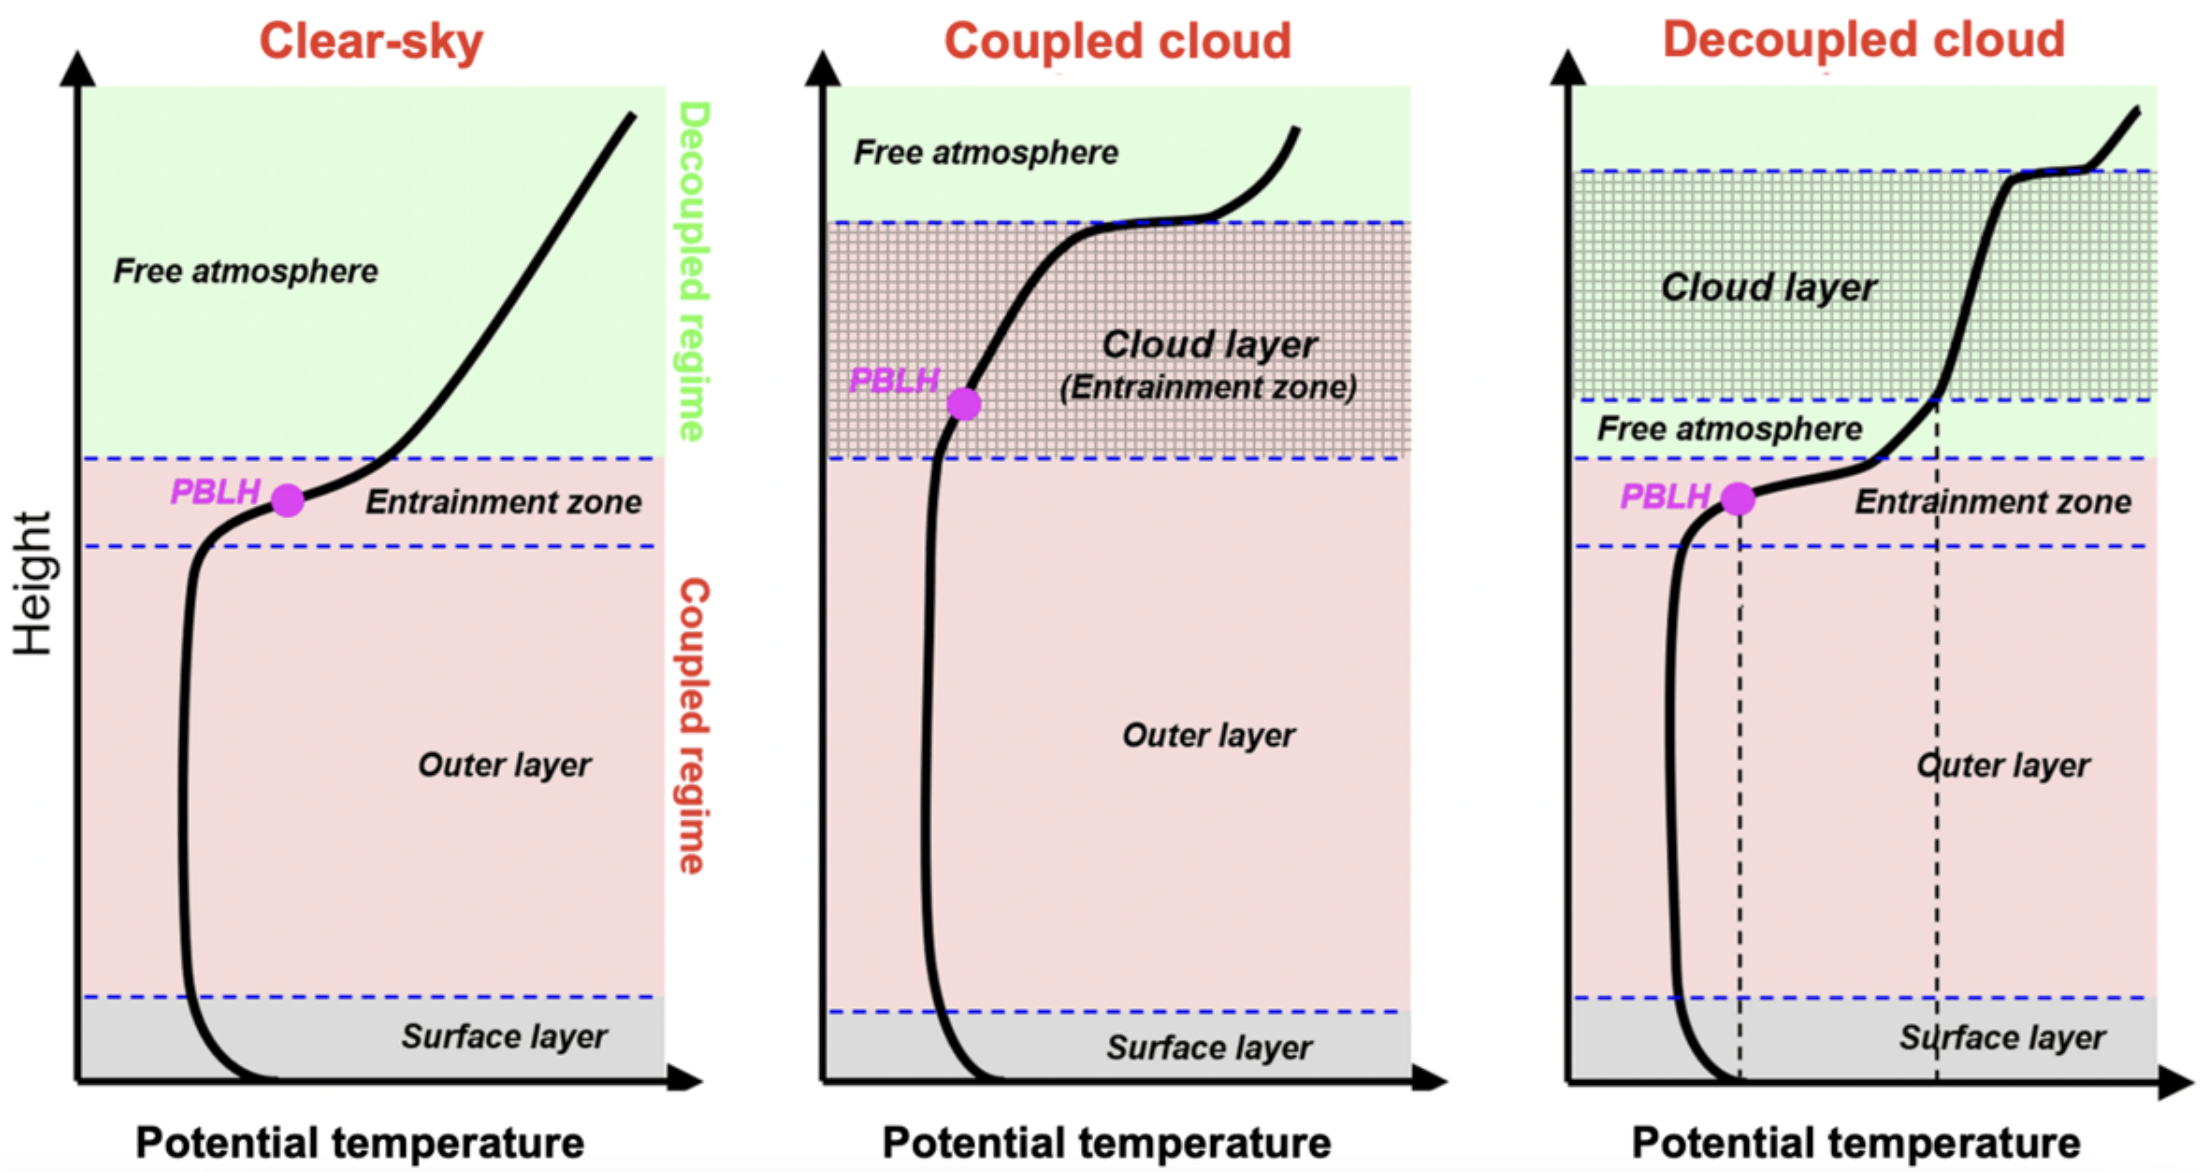 Clear-sky
Height
Free atmosphere
PBLH
Entrainment zone
Outer layer
Surface layer
Potential temperature
Decoupled regime
Coupled regime
Coupled cloud
Free atmosphere
Cloud layer
(Entrainment zone)
PBLH
Outer layer
Surface layer
Potential temperature
Decoupled cloud
Cloud layer
Free atmosphere
PBLH
Entrainment zone
Outer layer
Surface layer
Potential temperature